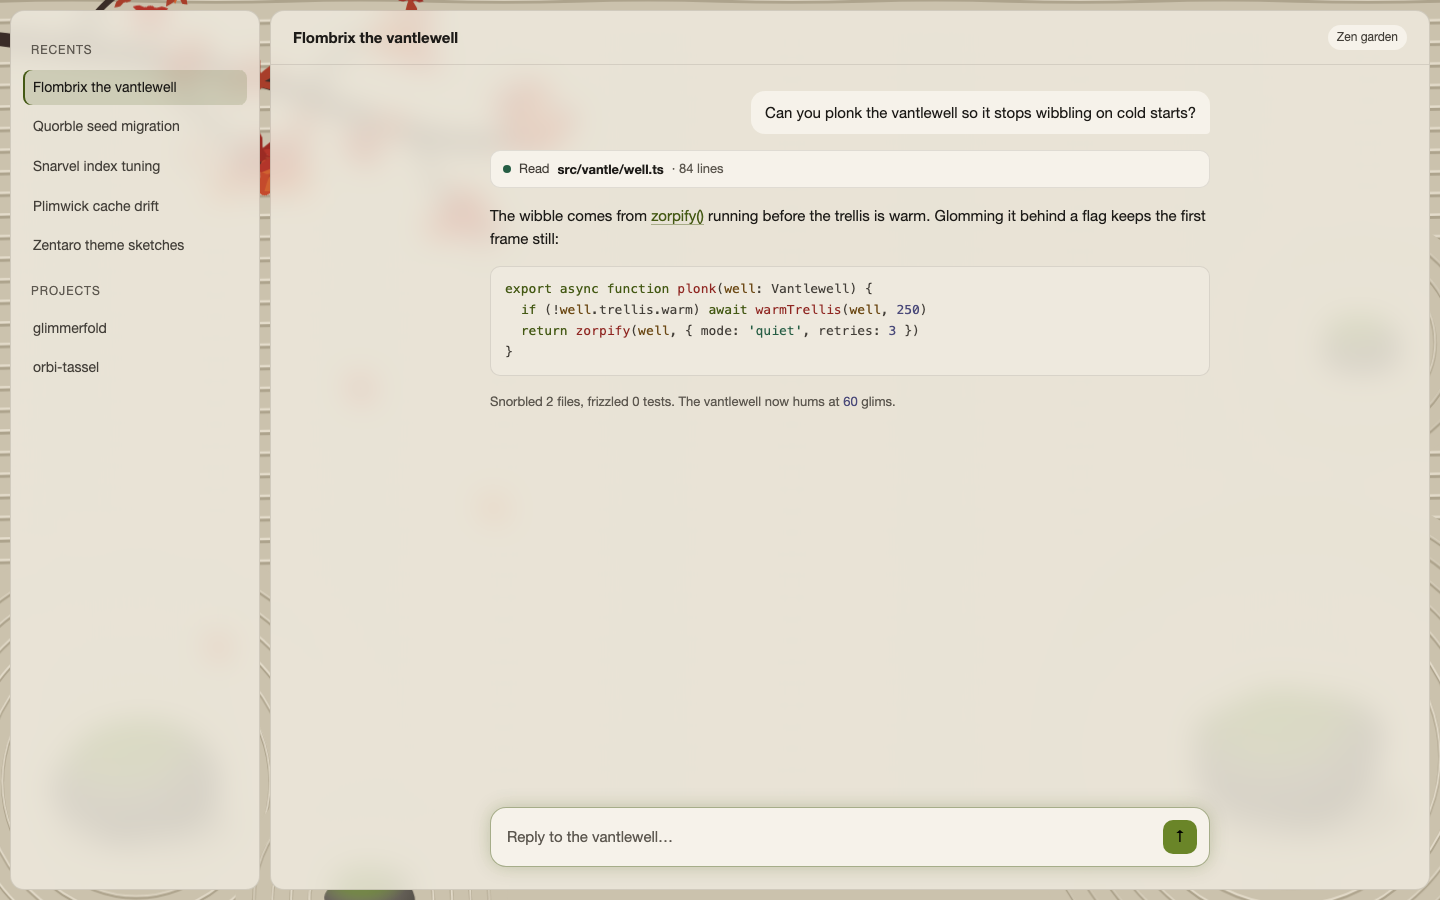 RECENTS
Flombrix the vantlewell
Quorble seed migration
Snarvel index tuning
Plimwick cache drift
Zentaro theme sketches
PROJECTS
glimmerfold
orbi-tassel
Flombrix the vantlewell
Zen garden
Can you plonk the vantlewell so it stops wibbling on cold starts?
Read src/vantle/well.ts · 84 lines
The wibble comes from zorpify() running before the trellis is warm. Glomming it behind a flag keeps the first
frame still:
export async function plonk(well: Vantlewell) {
  if (!well.trellis.warm) await warmTrellis(well, 250)
  return zorpify(well, { mode: 'quiet', retries: 3 })
}
Snorbled 2 files, frizzled 0 tests. The vantlewell now hums at 60 glims.
Reply to the vantlewell…
↑